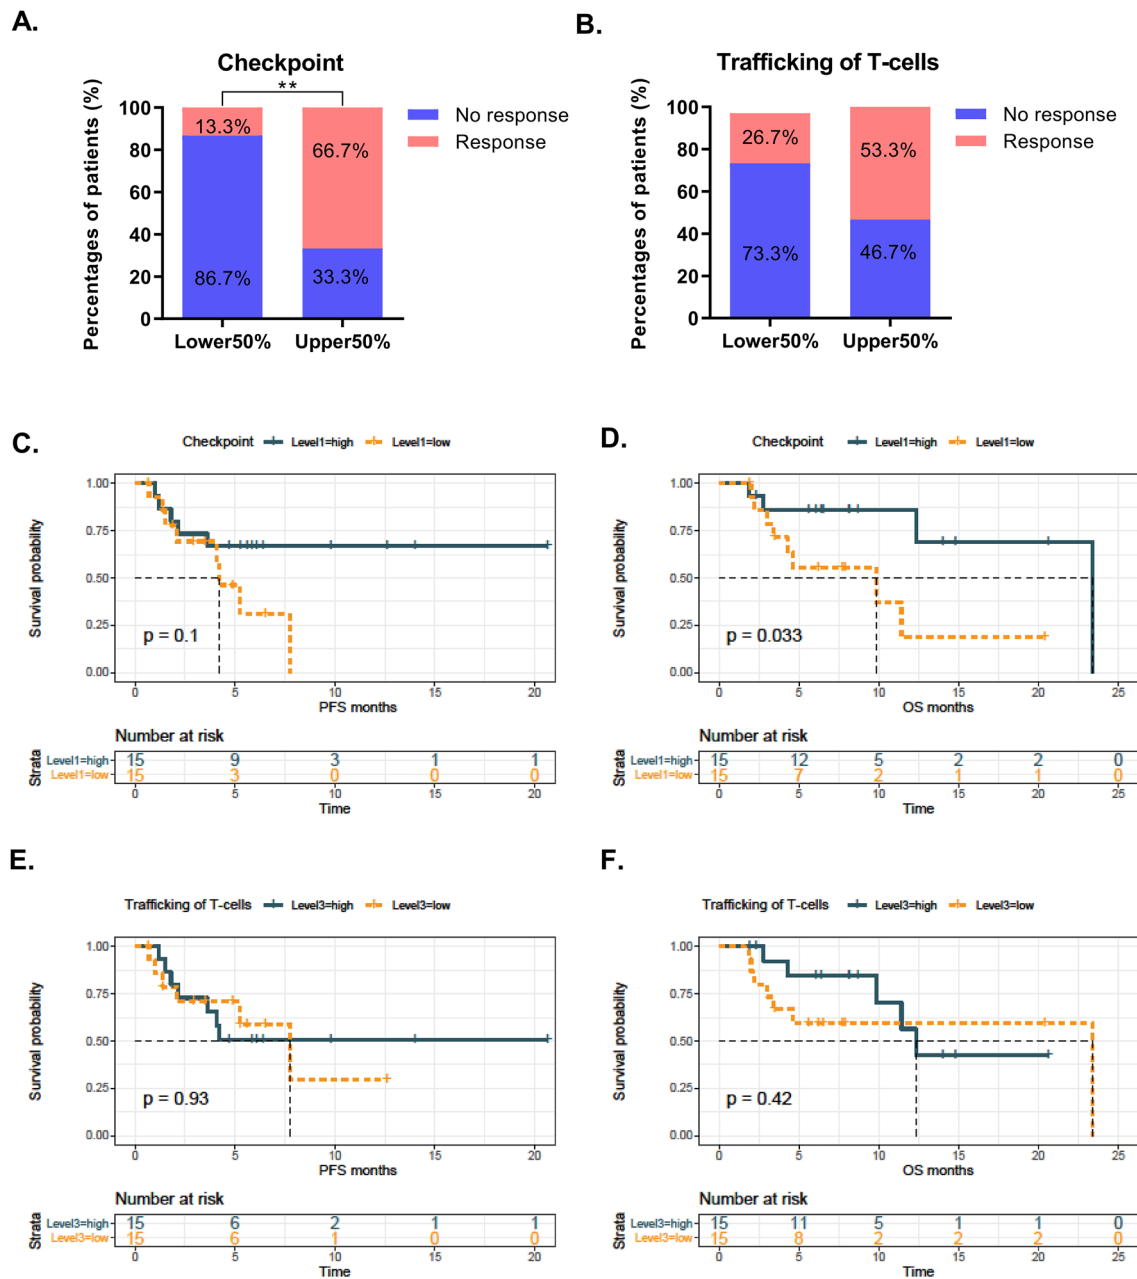 A.
Checkpoint
**
Percentages of patients (%)
100
80
60
40
20
0
13.3%
86.7%
66.7%
33.3%
Lower50%
Upper50%
No response
Response
B.
Trafficking of T-cells
Percentages of patients (%)
100
80
60
40
20
0
26.7%
73.3%
53.3%
46.7%
Lower50%
Upper50%
No response
Response
C.
Checkpoint Level1=high Level1=low
Survival probability
1.00
0.75
0.50
0.25
0.00
p = 0.1
0 5 10 15 20
PFS months
Number at risk
Strata
Level1=high 15 9 3 1 1
Level1=low 15 3 0 0 0
0 5 10 15 20
Time
D.
Checkpoint Level1=high Level1=low
Survival probability
1.00
0.75
0.50
0.25
0.00
p = 0.033
0 5 10 15 20 25
OS months
Number at risk
Strata
Level1=high 15 12 5 2 2 0
Level1=low 15 7 2 1 1 0
0 5 10 15 20 25
Time
E.
Trafficking of T-cells Level3=high Level3=low
Survival probability
1.00
0.75
0.50
0.25
0.00
p = 0.93
0 5 10 15 20
PFS months
Number at risk
Strata
Level3=high 15 6 2 1 1
Level3=low 15 6 1 0 0
0 5 10 15 20
Time
F.
Trafficking of T-cells Level3=high Level3=low
Survival probability
1.00
0.75
0.50
0.25
0.00
p = 0.42
0 5 10 15 20 25
OS months
Number at risk
Strata
Level3=high 15 11 5 1 1 0
Level3=low 15 8 2 2 2 0
0 5 10 15 20 25
Time